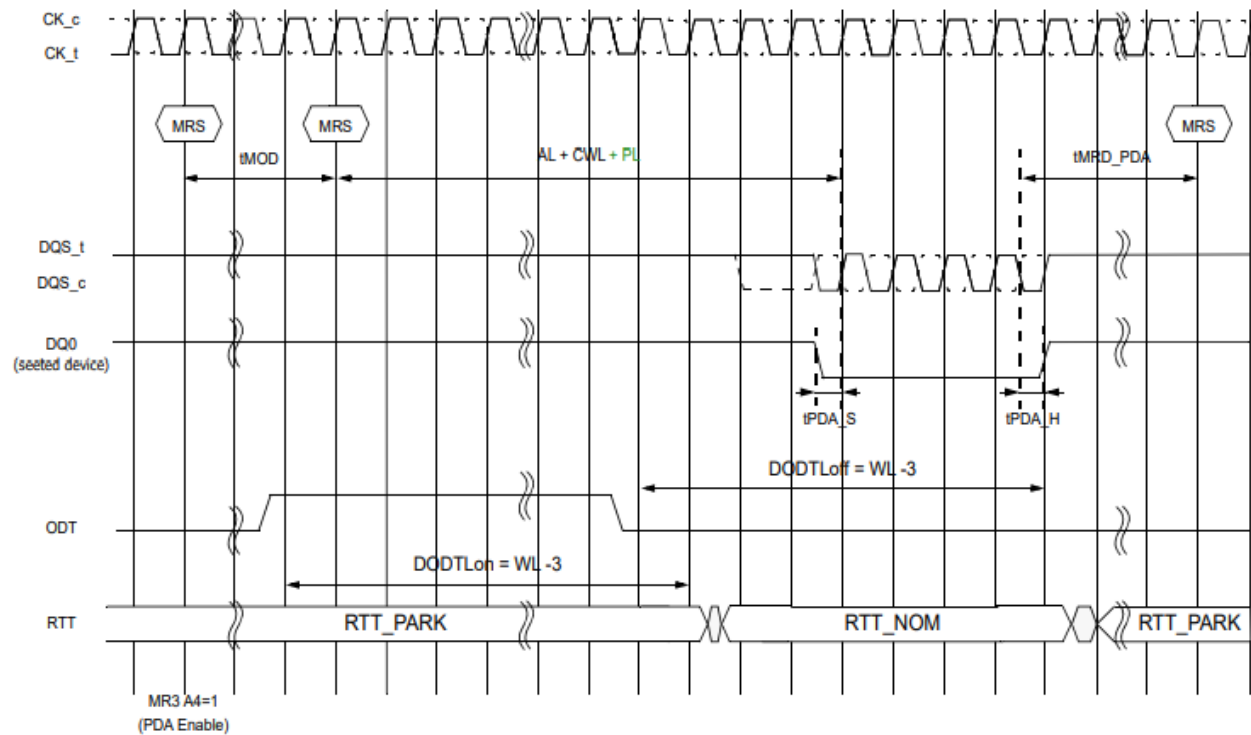 CK_c
CK_t
MRS
MRS
MRS
tMOD
AL + CWL + PL
tMRD_PDA
DQS_t
DQS_c
DQ0
(seeted device)
tPDA_S
tPDA_H
DODTLoff = WL -3
ODT
DODTLon = WL -3
RTT
RTT_PARK
RTT_NOM
RTT_PARK
MR3 A4=1
(PDA Enable)